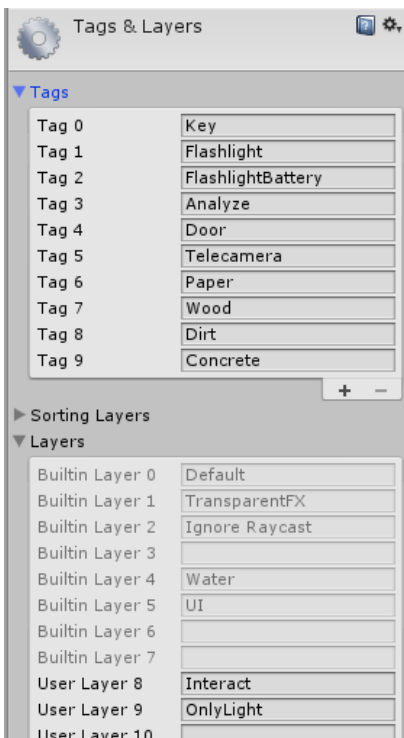 Tags & Layers
Tags
Tag 0 Key
Tag 1 Flashlight
Tag 2 FlashlightBattery
Tag 3 Analyze
Tag 4 Door
Tag 5 Telecamera
Tag 6 Paper
Tag 7 Wood
Tag 8 Dirt
Tag 9 Concrete
+ −
Sorting Layers
Layers
Builtin Layer 0 Default
Builtin Layer 1 TransparentFX
Builtin Layer 2 Ignore Raycast
Builtin Layer 3
Builtin Layer 4 Water
Builtin Layer 5 UI
Builtin Layer 6
Builtin Layer 7
User Layer 8 Interact
User Layer 9 OnlyLight
User Layer 10